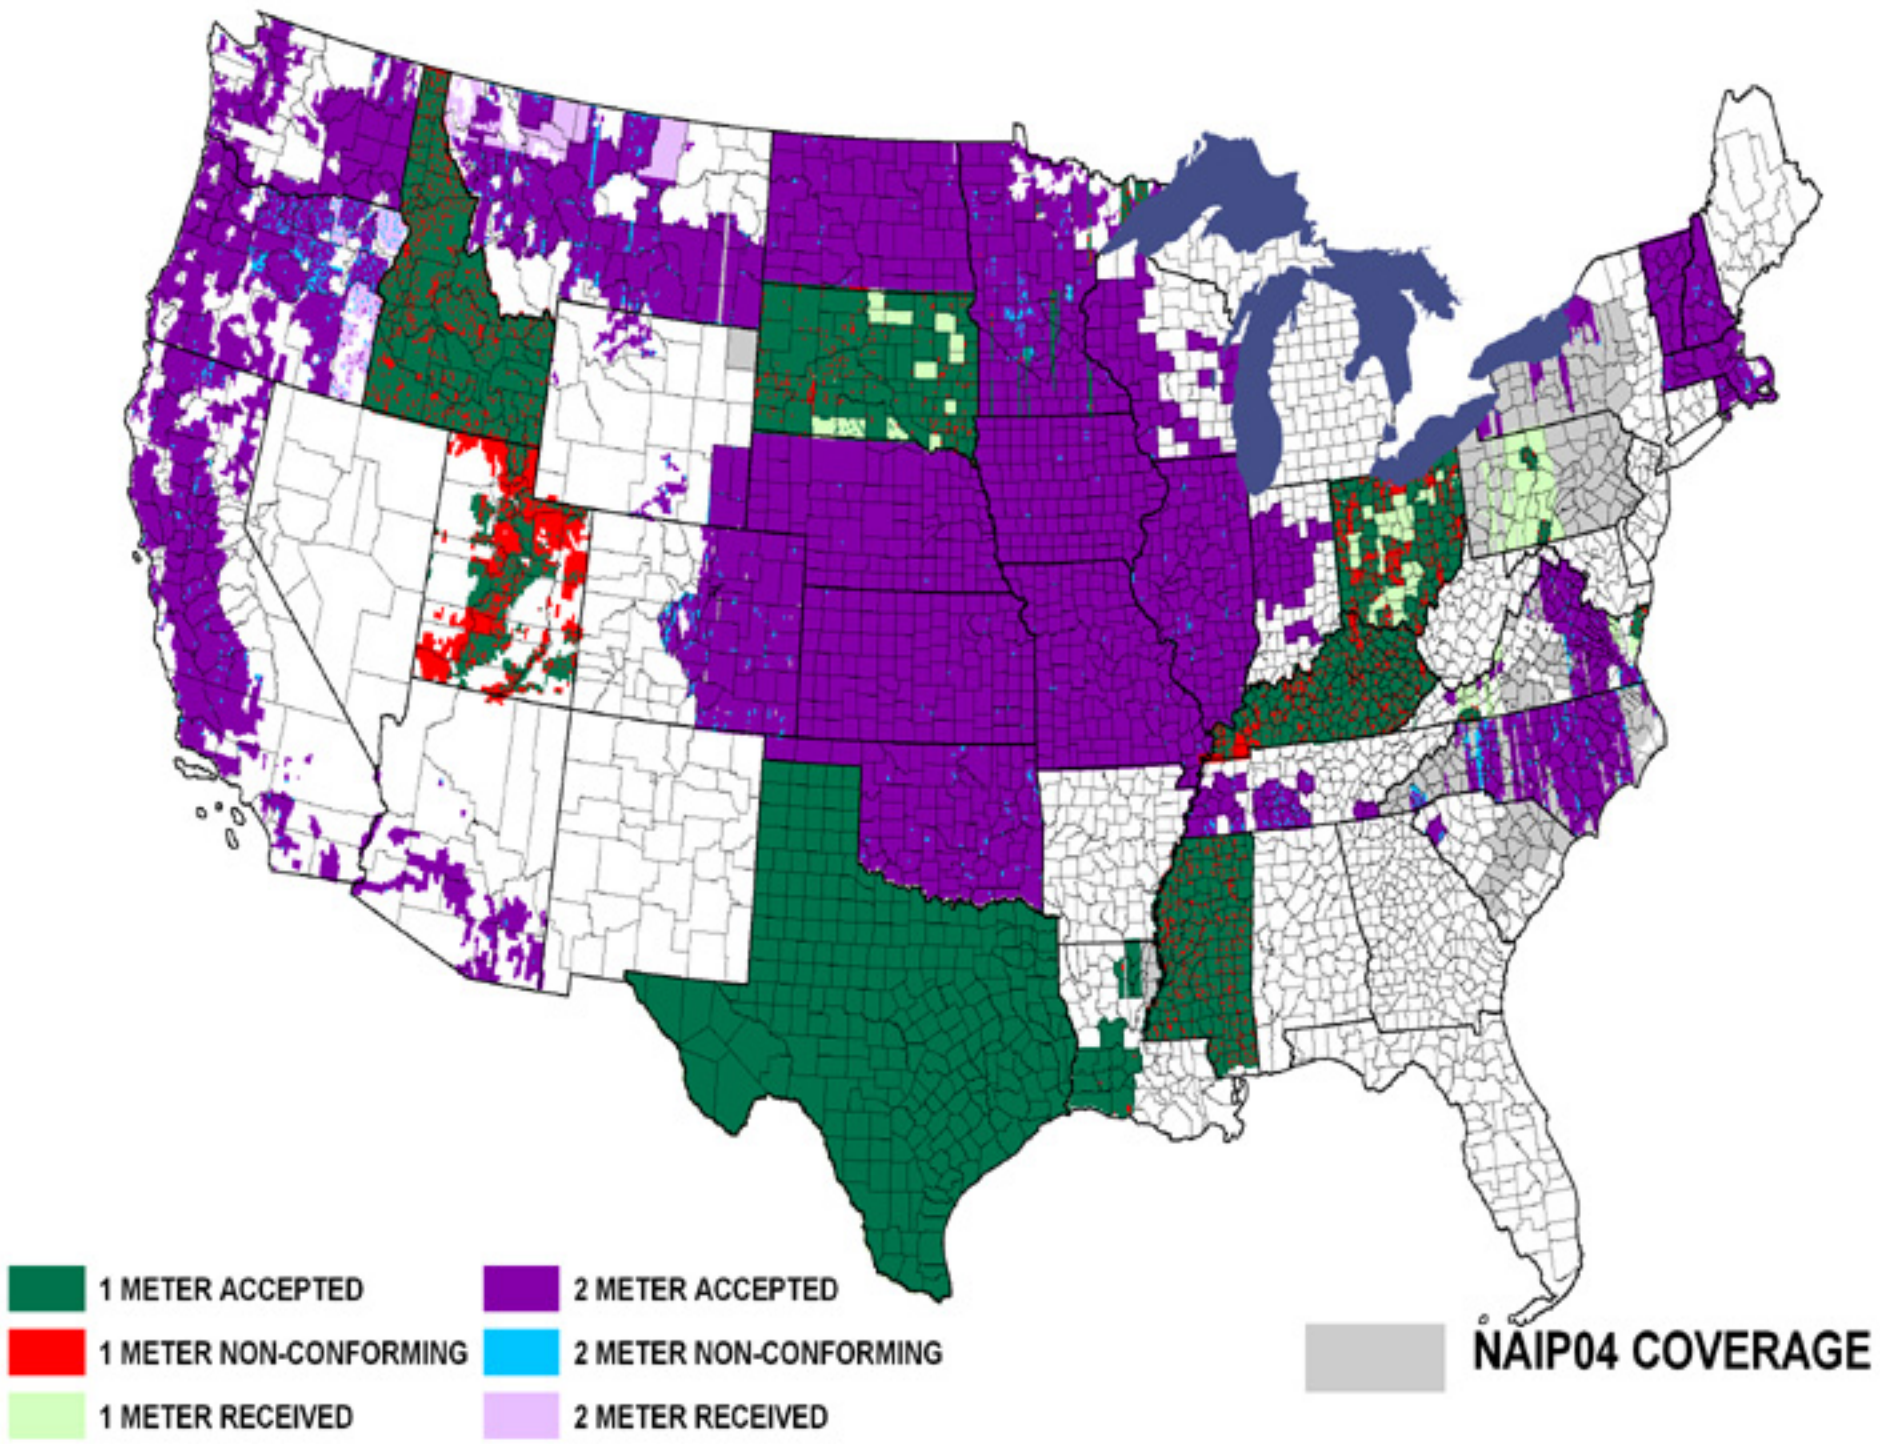 1 METER ACCEPTED
1 METER NON-CONFORMING
1 METER RECEIVED
2 METER ACCEPTED
2 METER NON-CONFORMING
2 METER RECEIVED
NAIP04 COVERAGE